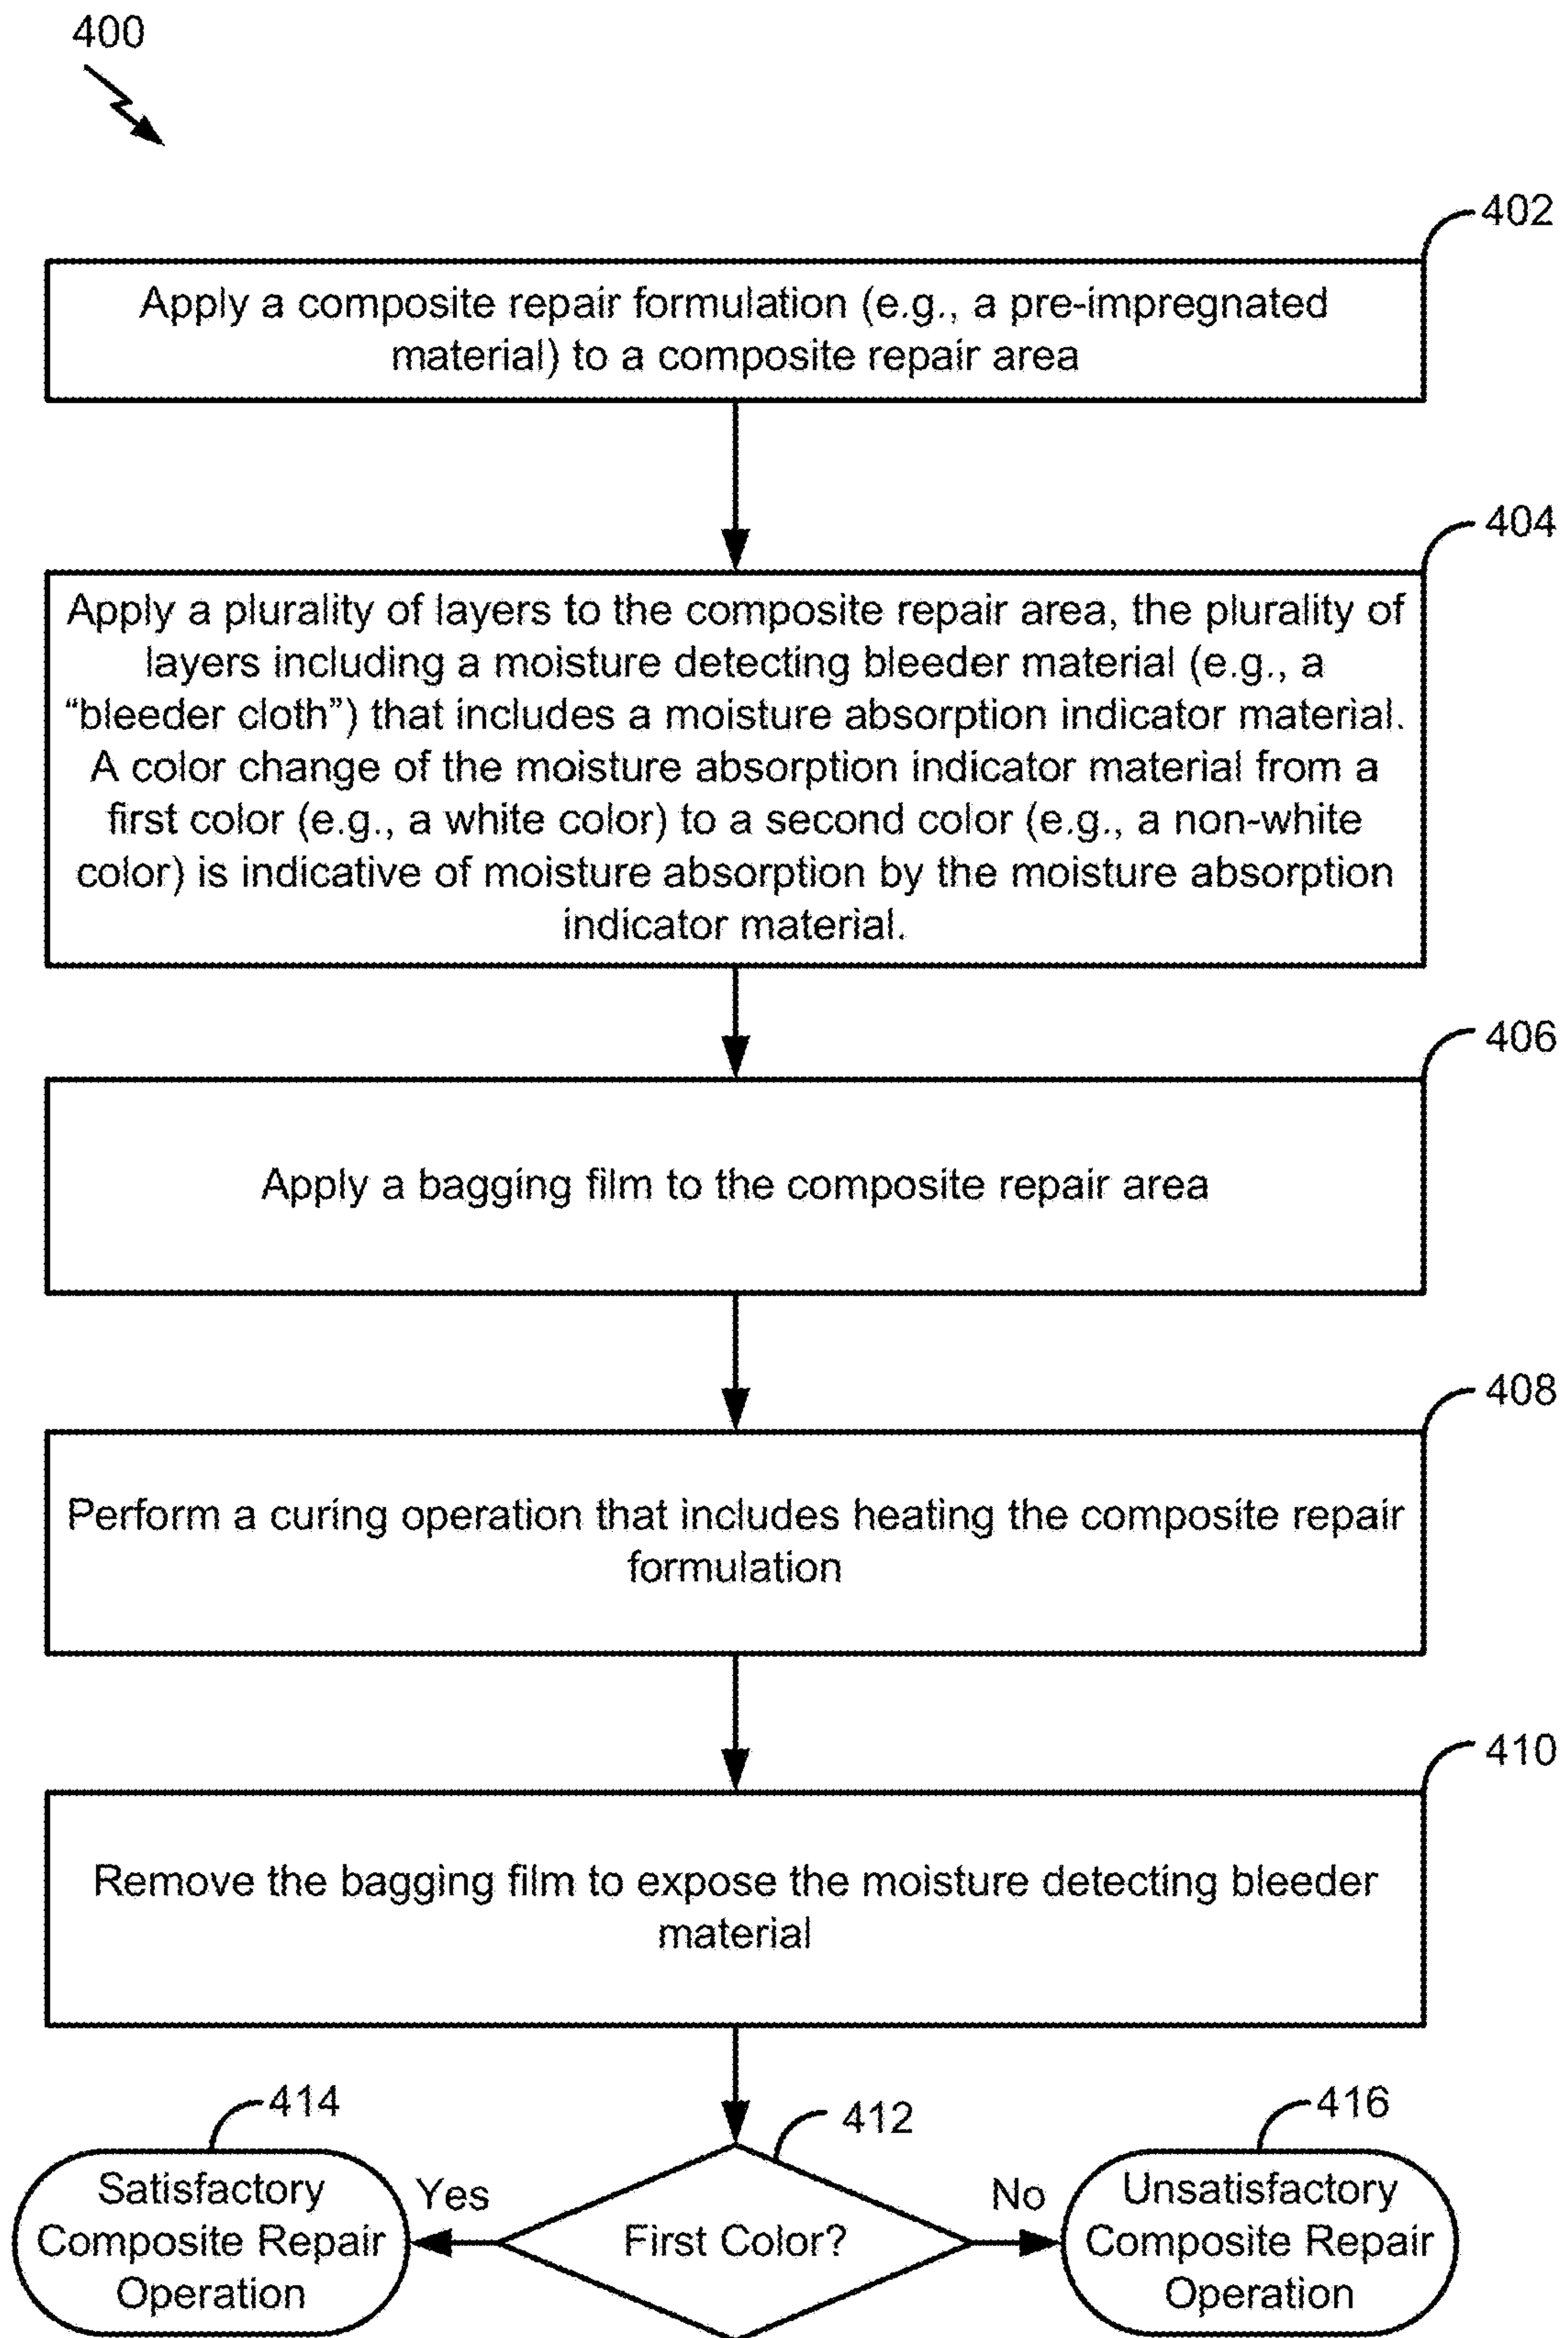 400
402
Apply a composite repair formulation (e.g., a pre-impregnated
material) to a composite repair area
404
Apply a plurality of layers to the composite repair area, the plurality of
layers including a moisture detecting bleeder material (e.g., a
“bleeder cloth”) that includes a moisture absorption indicator material.
A color change of the moisture absorption indicator material from a
first color (e.g., a white color) to a second color (e.g., a non-white
color) is indicative of moisture absorption by the moisture absorption
indicator material.
406
Apply a bagging film to the composite repair area
408
Perform a curing operation that includes heating the composite repair
formulation
410
Remove the bagging film to expose the moisture detecting bleeder
material
414
Satisfactory
Composite Repair
Operation
Yes
412
First Color?
No
416
Unsatisfactory
Composite Repair
Operation